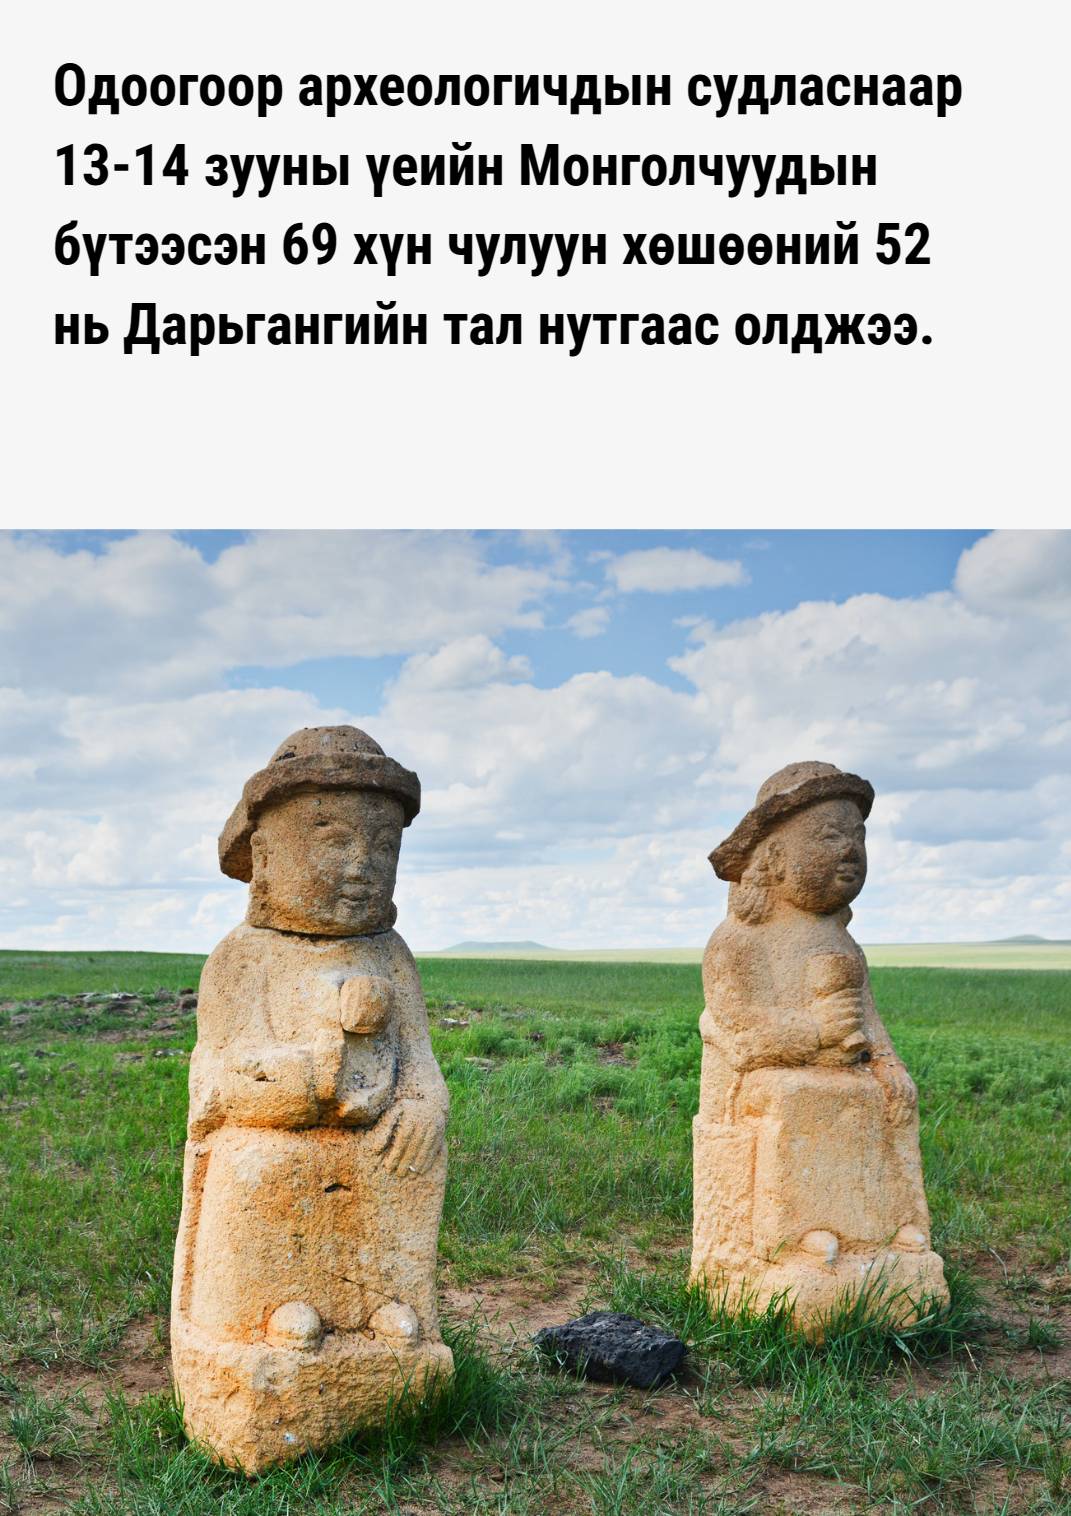 Одоогоор археологичдын судласнаар
13-14 зууны үеийн Монголчуудын
бүтээсэн 69 хүн чулуун хөшөөний 52
нь Дарьгангийн тал нутгаас олджээ.